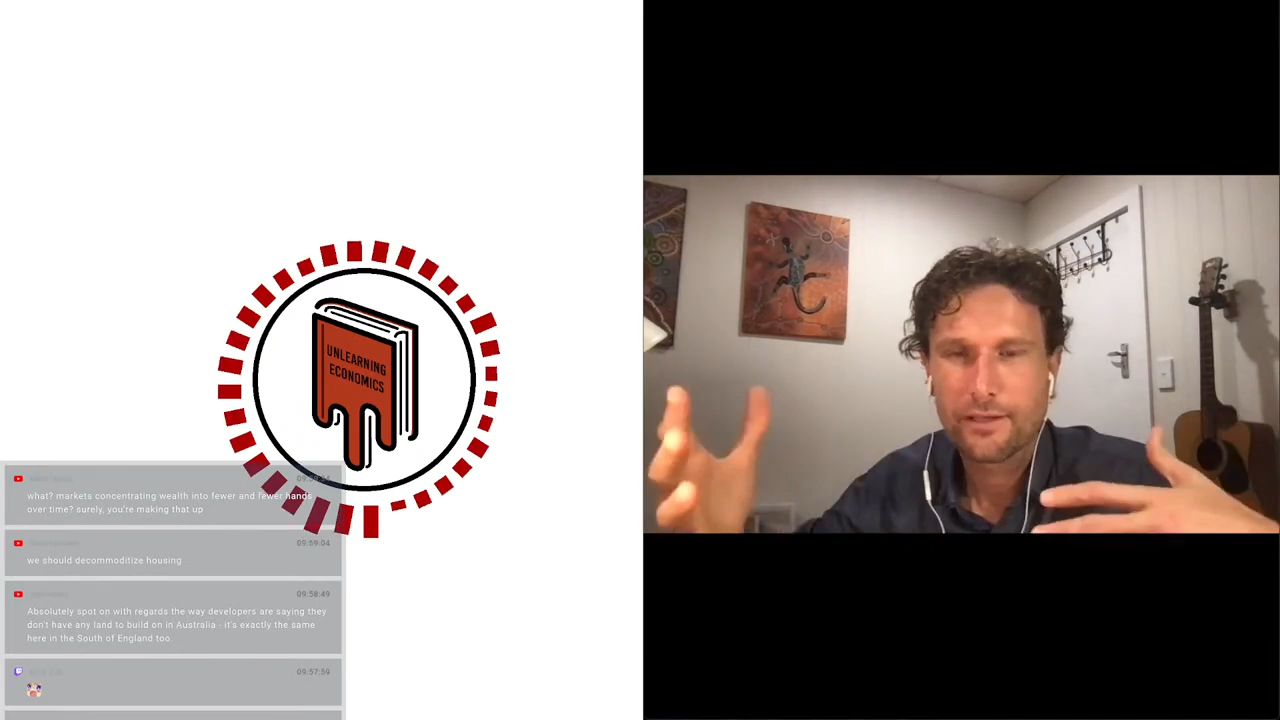 UNLEARNING
ECONOMICS
what? markets concentrating wealth into fewer and fewer hands
over time? surely, you're making that up
09:59:04
we should decommoditize housing
09:58:49
Absolutely spot on with regards the way developers are saying they
don't have any land to build on in Australia - it's exactly the same
here in the South of England too
09:57:59